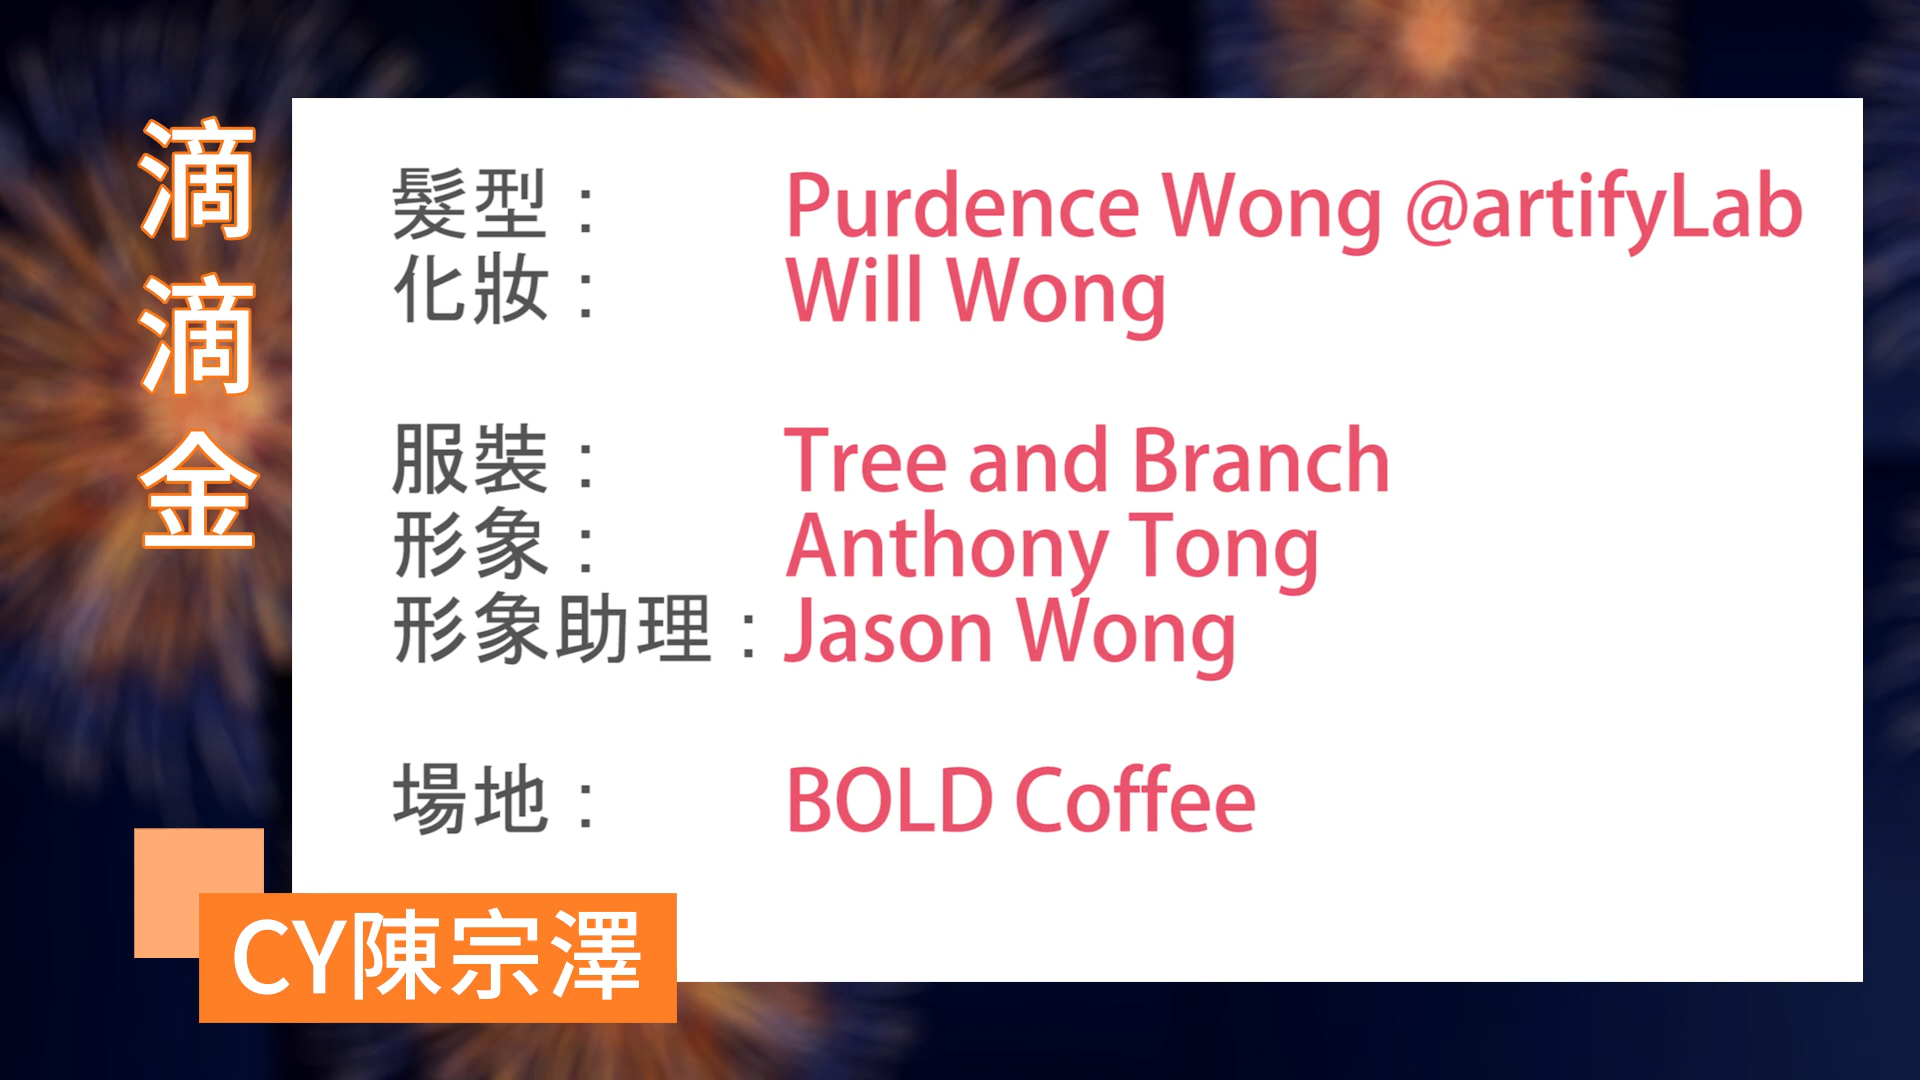 滴滴金
髮型： Purdence Wong @artifyLab
化妝： Will Wong
服裝： Tree and Branch
形象： Anthony Tong
形象助理： Jason Wong
場地： BOLD Coffee
CY陳宗澤